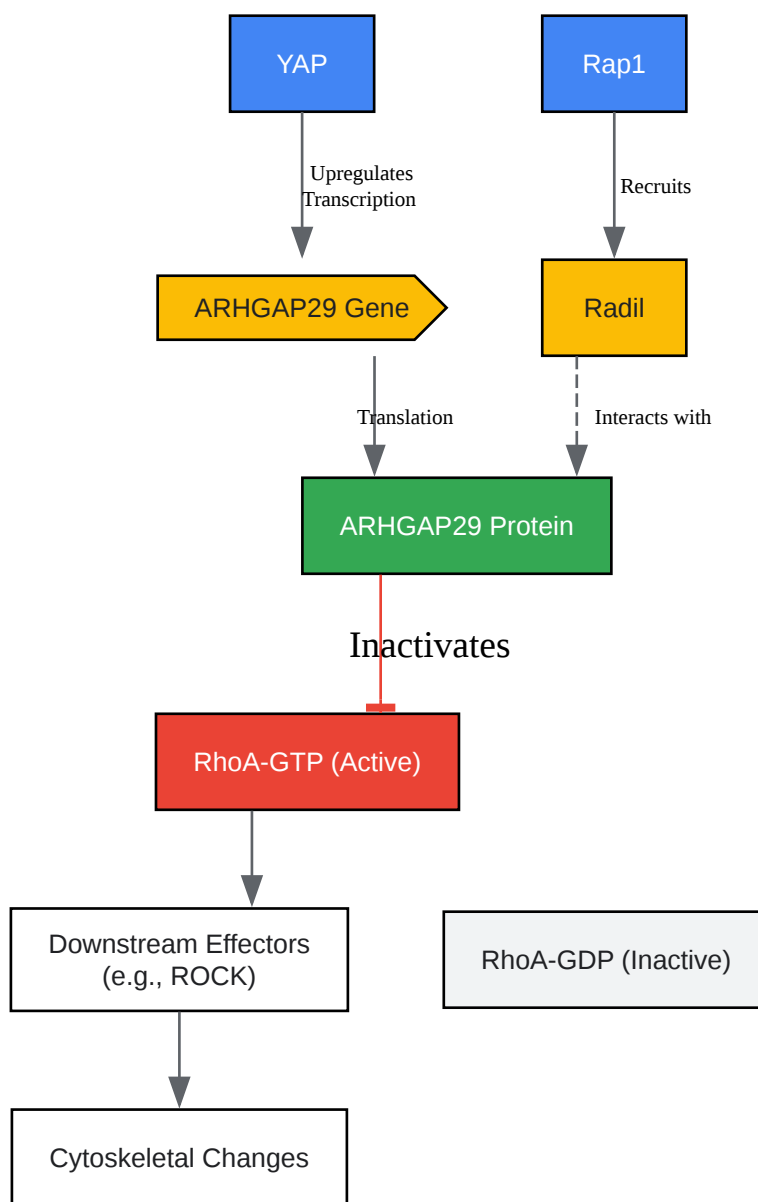 YAP
Rap1
Upregulates
Transcription
Recruits
ARHGAP29 Gene
Radil
Translation
Interacts with
ARHGAP29 Protein
Inactivates
RhoA-GTP (Active)
Downstream Effectors
(e.g., ROCK)
RhoA-GDP (Inactive)
Cytoskeletal Changes